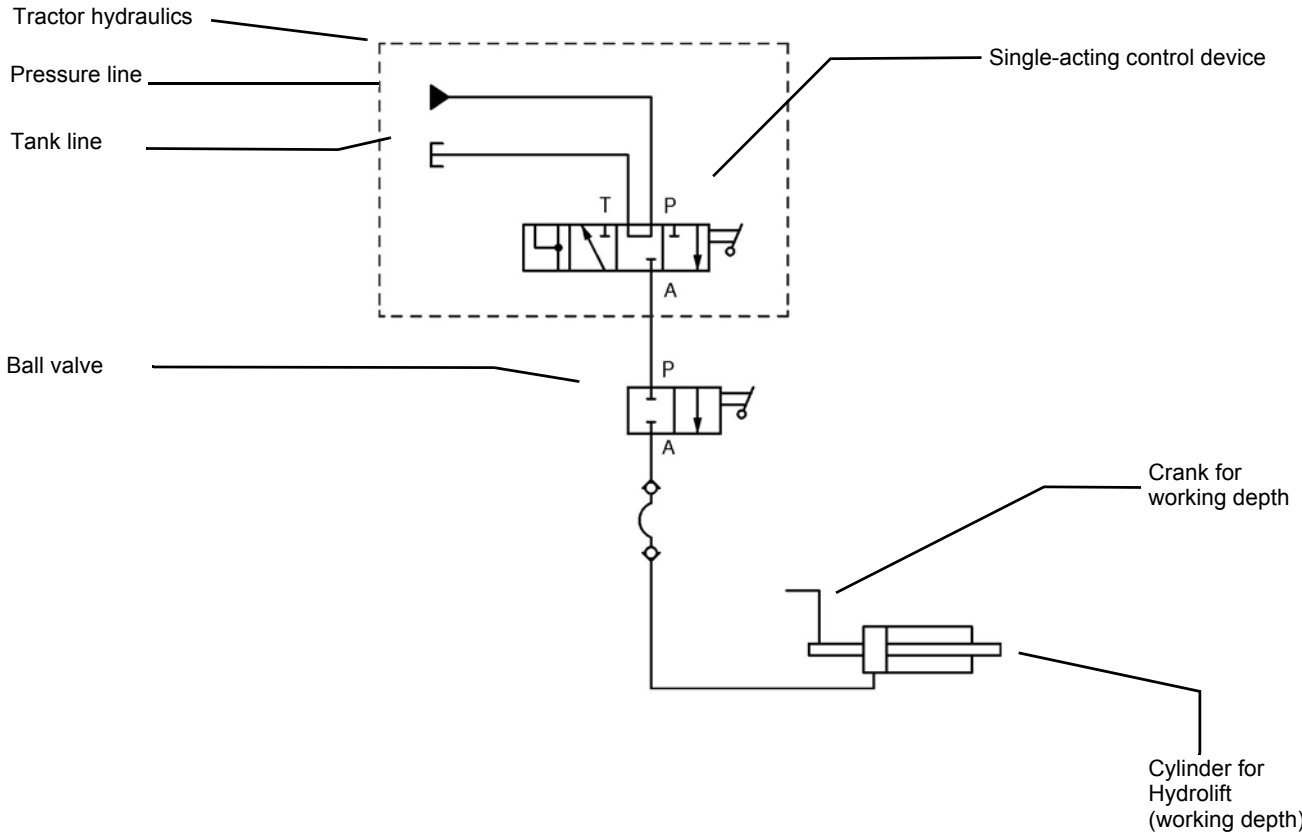 Tractor hydraulics
Pressure line
Tank line
Single-acting control device
T
P
A
Ball valve
P
A
Crank for
working depth
Cylinder for
Hydrolift
(working depth)